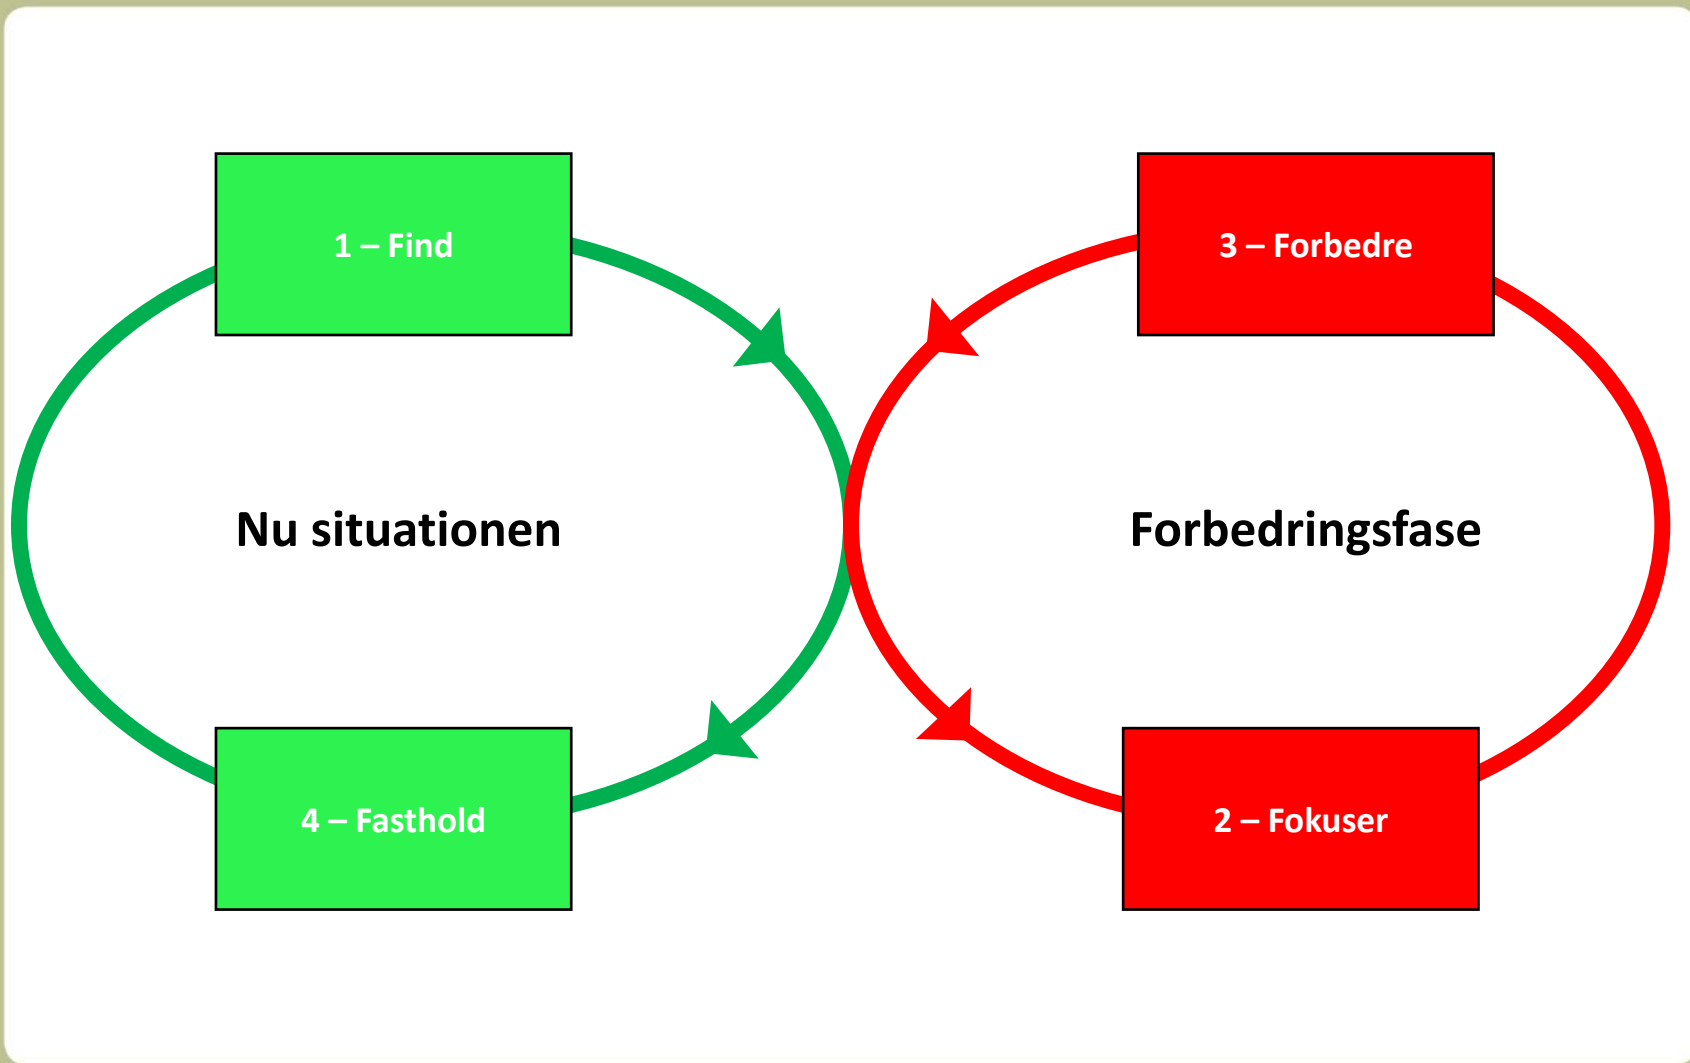 1 – Find
3 – Forbedre
Nu situationen
Forbedringsfase
4 – Fasthold
2 – Fokuser